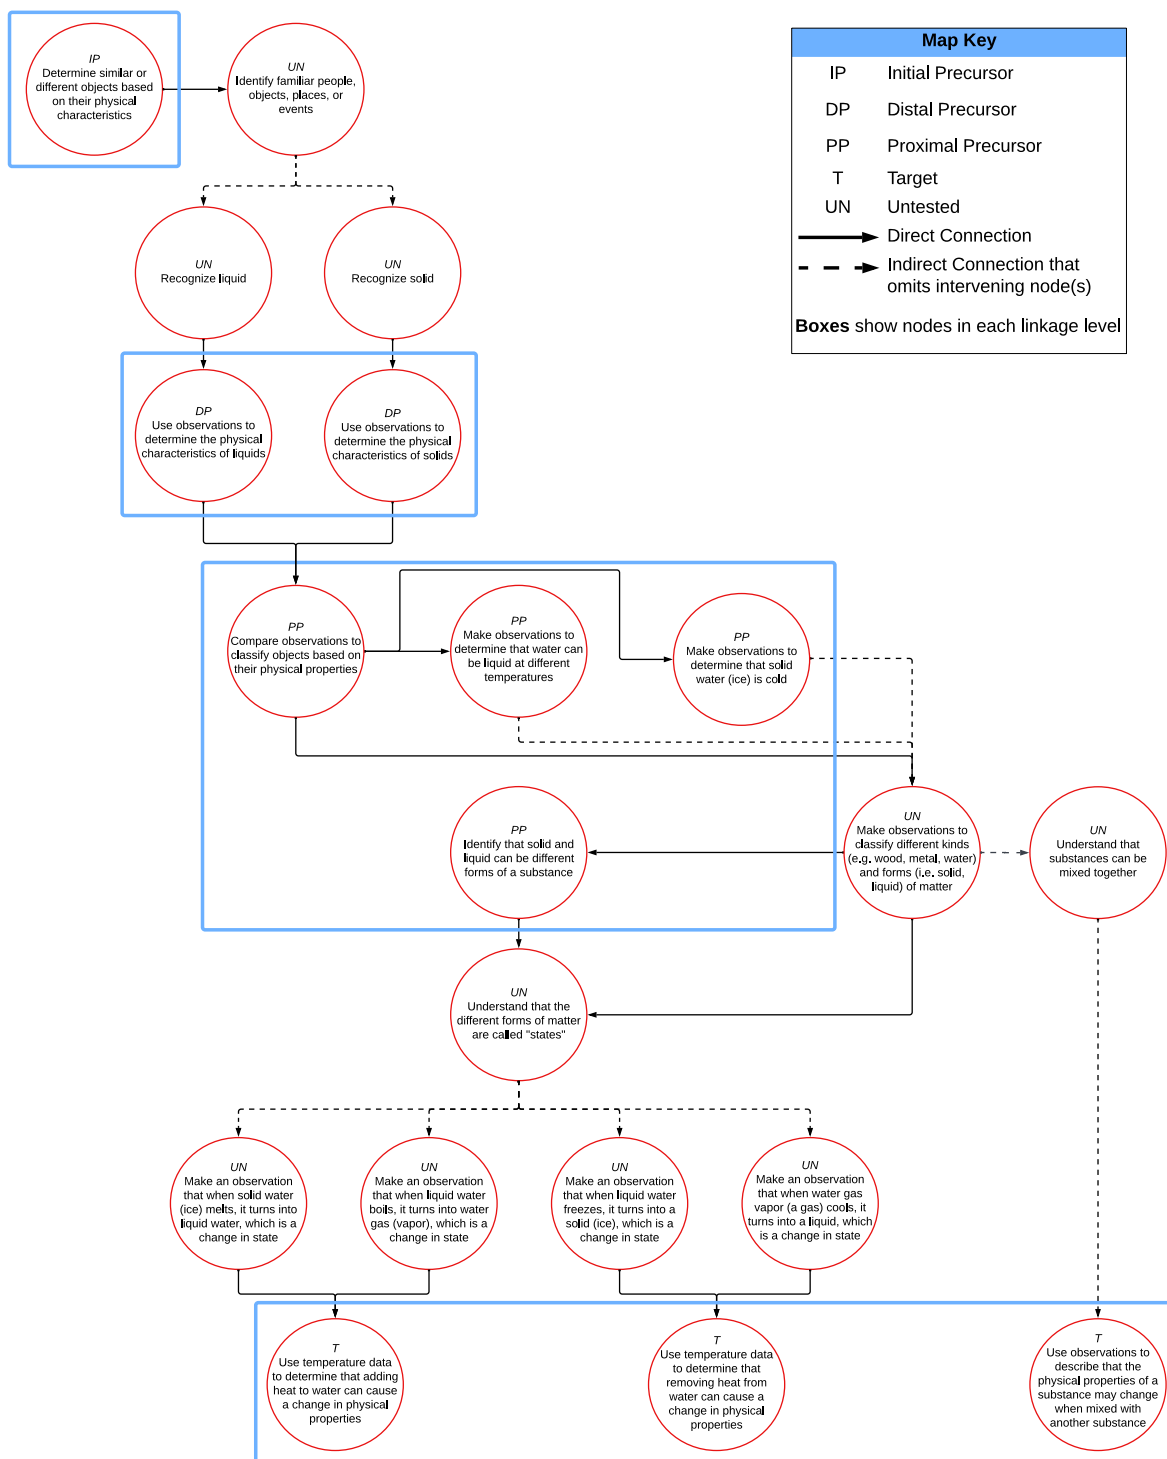 IP
Determine similar or
different objects based
on their physical
characteristics
UN
Identify familiar people,
objects, places, or
events
Map Key
IP Initial Precursor
DP Distal Precursor
PP Proximal Precursor
T Target
UN Untested
Direct Connection
Indirect Connection that
omits intervening node(s)
Boxes show nodes in each linkage level
UN
Recognize liquid
UN
Recognize solid
DP
Use observations to
determine the physical
characteristics of liquids
DP
Use observations to
determine the physical
characteristics of solids
PP
Compare observations to
classify objects based on
their physical properties
PP
Make observations to
determine that water can
be liquid at different
temperatures
PP
Make observations to
determine that solid
water (ice) is cold
PP
Identify that solid and
liquid can be different
forms of a substance
UN
Make observations to
classify different kinds
(e.g. wood, metal, water)
and forms (i.e. solid,
liquid) of matter
UN
Understand that
substances can be
mixed together
UN
Understand that the
different forms of matter
are called "states"
UN
Make an observation
that when solid water
(ice) melts, it turns into
liquid water, which is a
change in state
UN
Make an observation
that when liquid water
boils, it turns into water
gas (vapor), which is a
change in state
UN
Make an observation
that when liquid water
freezes, it turns into a
solid (ice), which is a
change in state
UN
Make an observation
that when water gas
vapor (a gas) cools, it
turns into a liquid, which
is a change in state
T
Use temperature data
to determine that adding
heat to water can cause
a change in physical
properties
T
Use temperature data
to determine that
removing heat from
water can cause a
change in physical
properties
T
Use observations to
describe that the
physical properties of a
substance may change
when mixed with
another substance